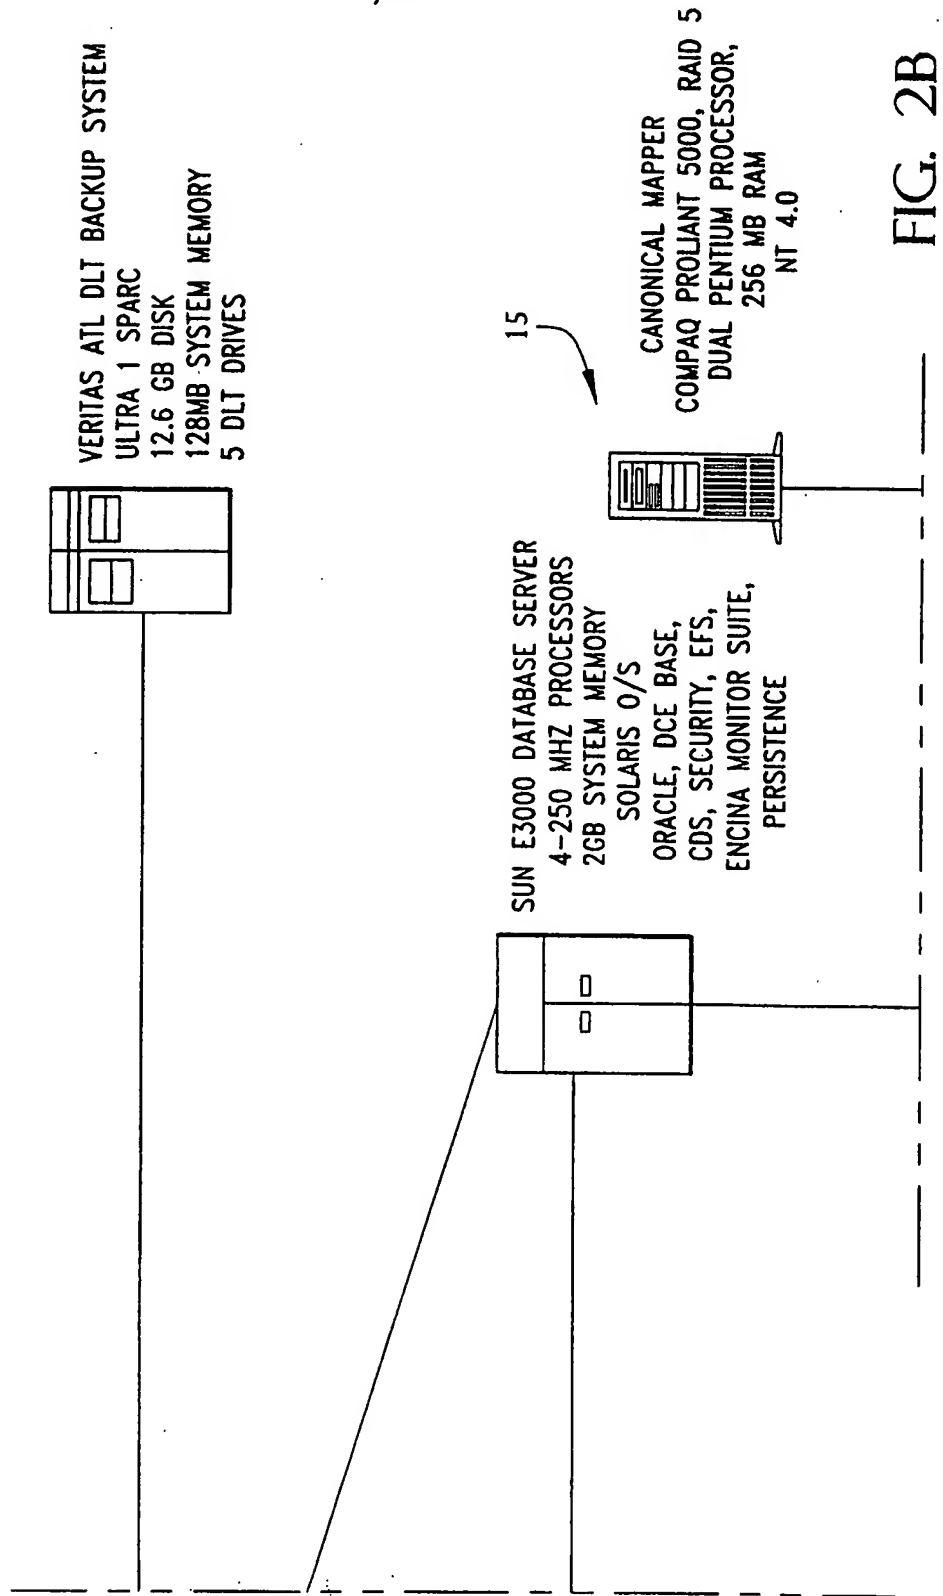 VERITAS ATL DLT BACKUP SYSTEM
ULTRA 1 SPARC
12.6 GB DISK
128MB SYSTEM MEMORY
5 DLT DRIVES
SUN E3000 DATABASE SERVER
4-250 MHZ PROCESSORS
2GB SYSTEM MEMORY
SOLARIS O/S
ORACLE, DCE BASE,
CDS, SECURITY, EFS,
ENCINA MONITOR SUITE,
PERSISTENCE
15
CANONICAL MAPPER
COMPAQ PROLIANT 5000, RAID 5
DUAL PENTIUM PROCESSOR,
256 MB RAM
NT 4.0
FIG. 2B